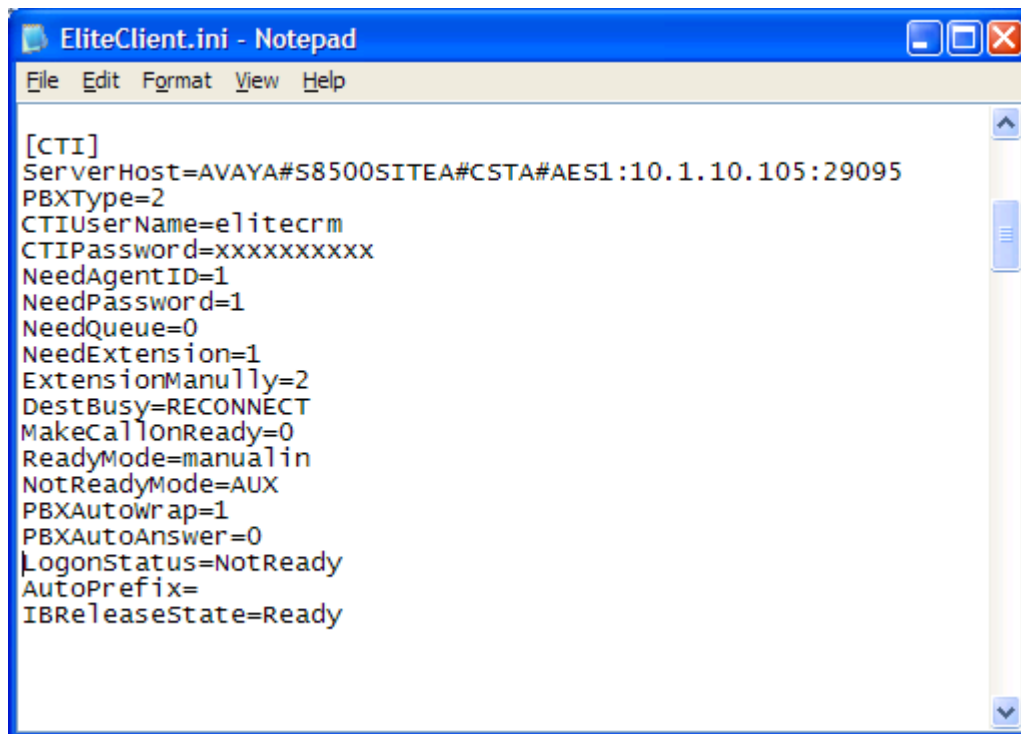 EliteClient.ini - Notepad
File Edit Format View Help
[CTI]
ServerHost=AVAYA#S8500SITEA#CSTA#AES1:10.1.10.105:29095
PBXType=2
CTIUserName=elitecrm
CTIPassword=xxxxxxxxxx
NeedAgentID=1
NeedPassword=1
NeedQueue=0
NeedExtension=1
ExtensionManully=2
DestBusy=RECONNECT
MakeCallOnReady=0
ReadyMode=manualin
NotReadyMode=AUX
PBXAutoWrap=1
PBXAutoAnswer=0
LogonStatus=NotReady
AutoPrefix=
IBReleaseState=Ready